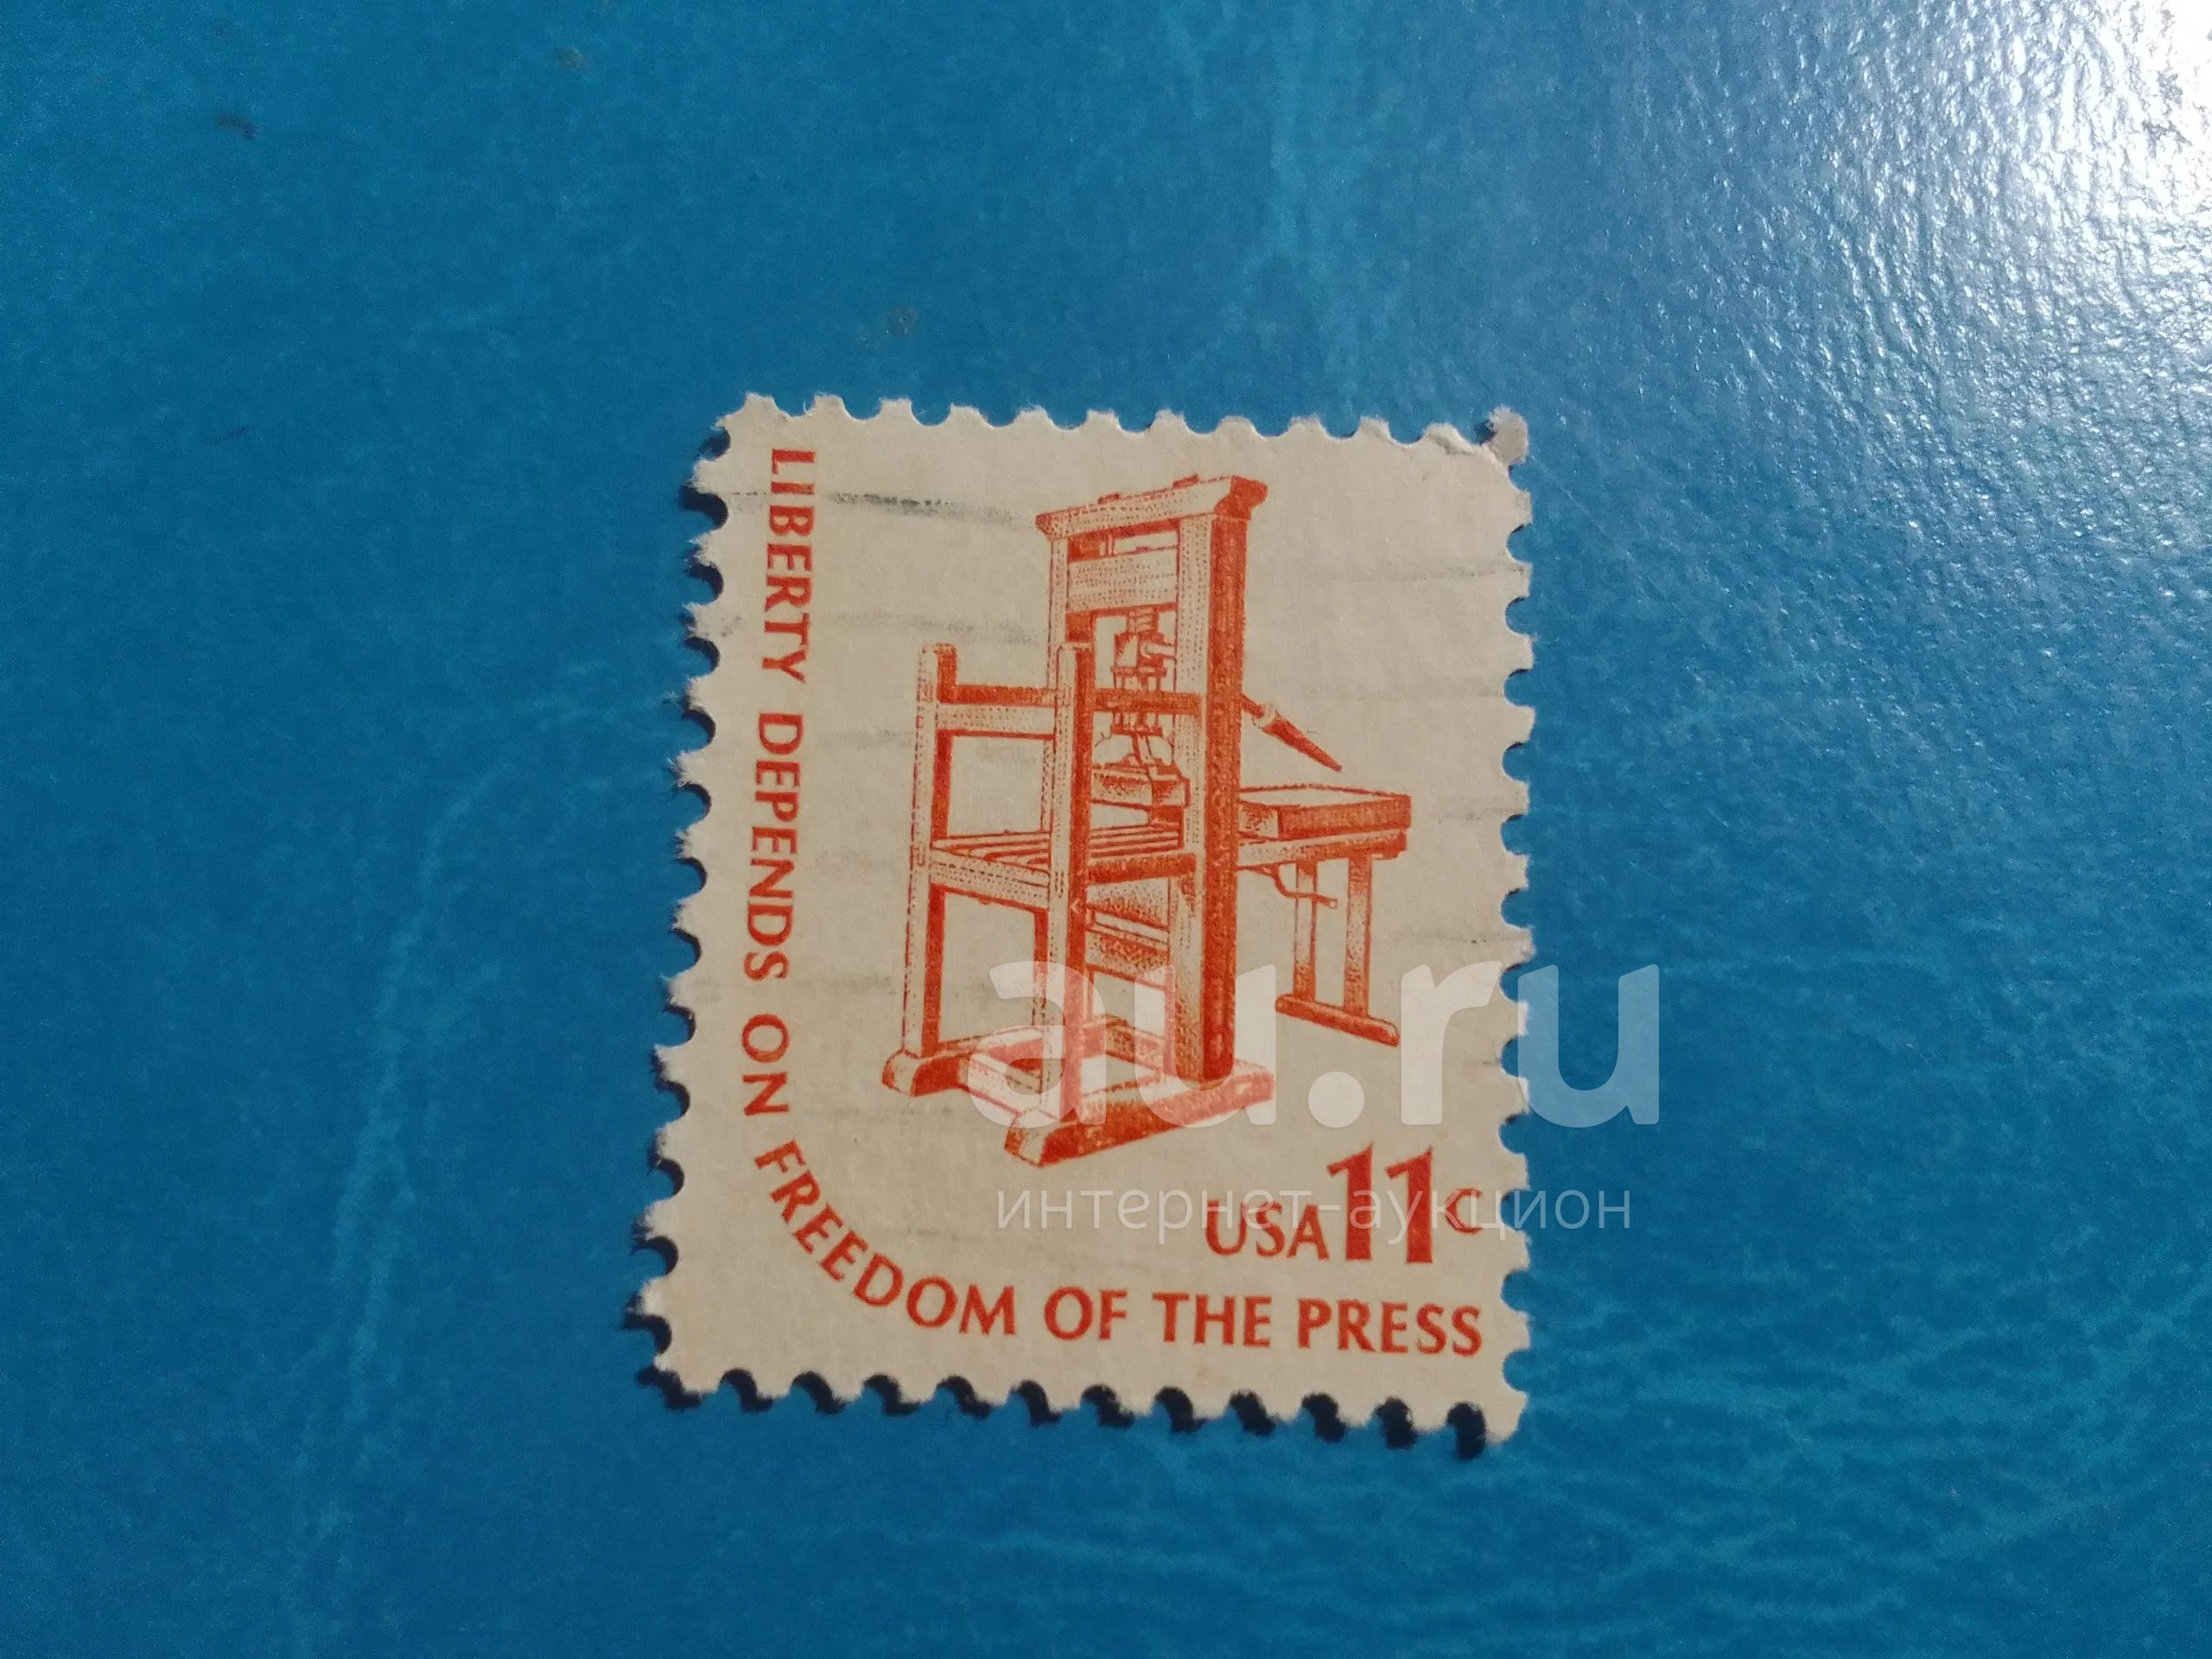 LIBERTY DEPENDS ON FREEDOM OF THE PRESS
au.ru
интернет-аукцион
USA 11c